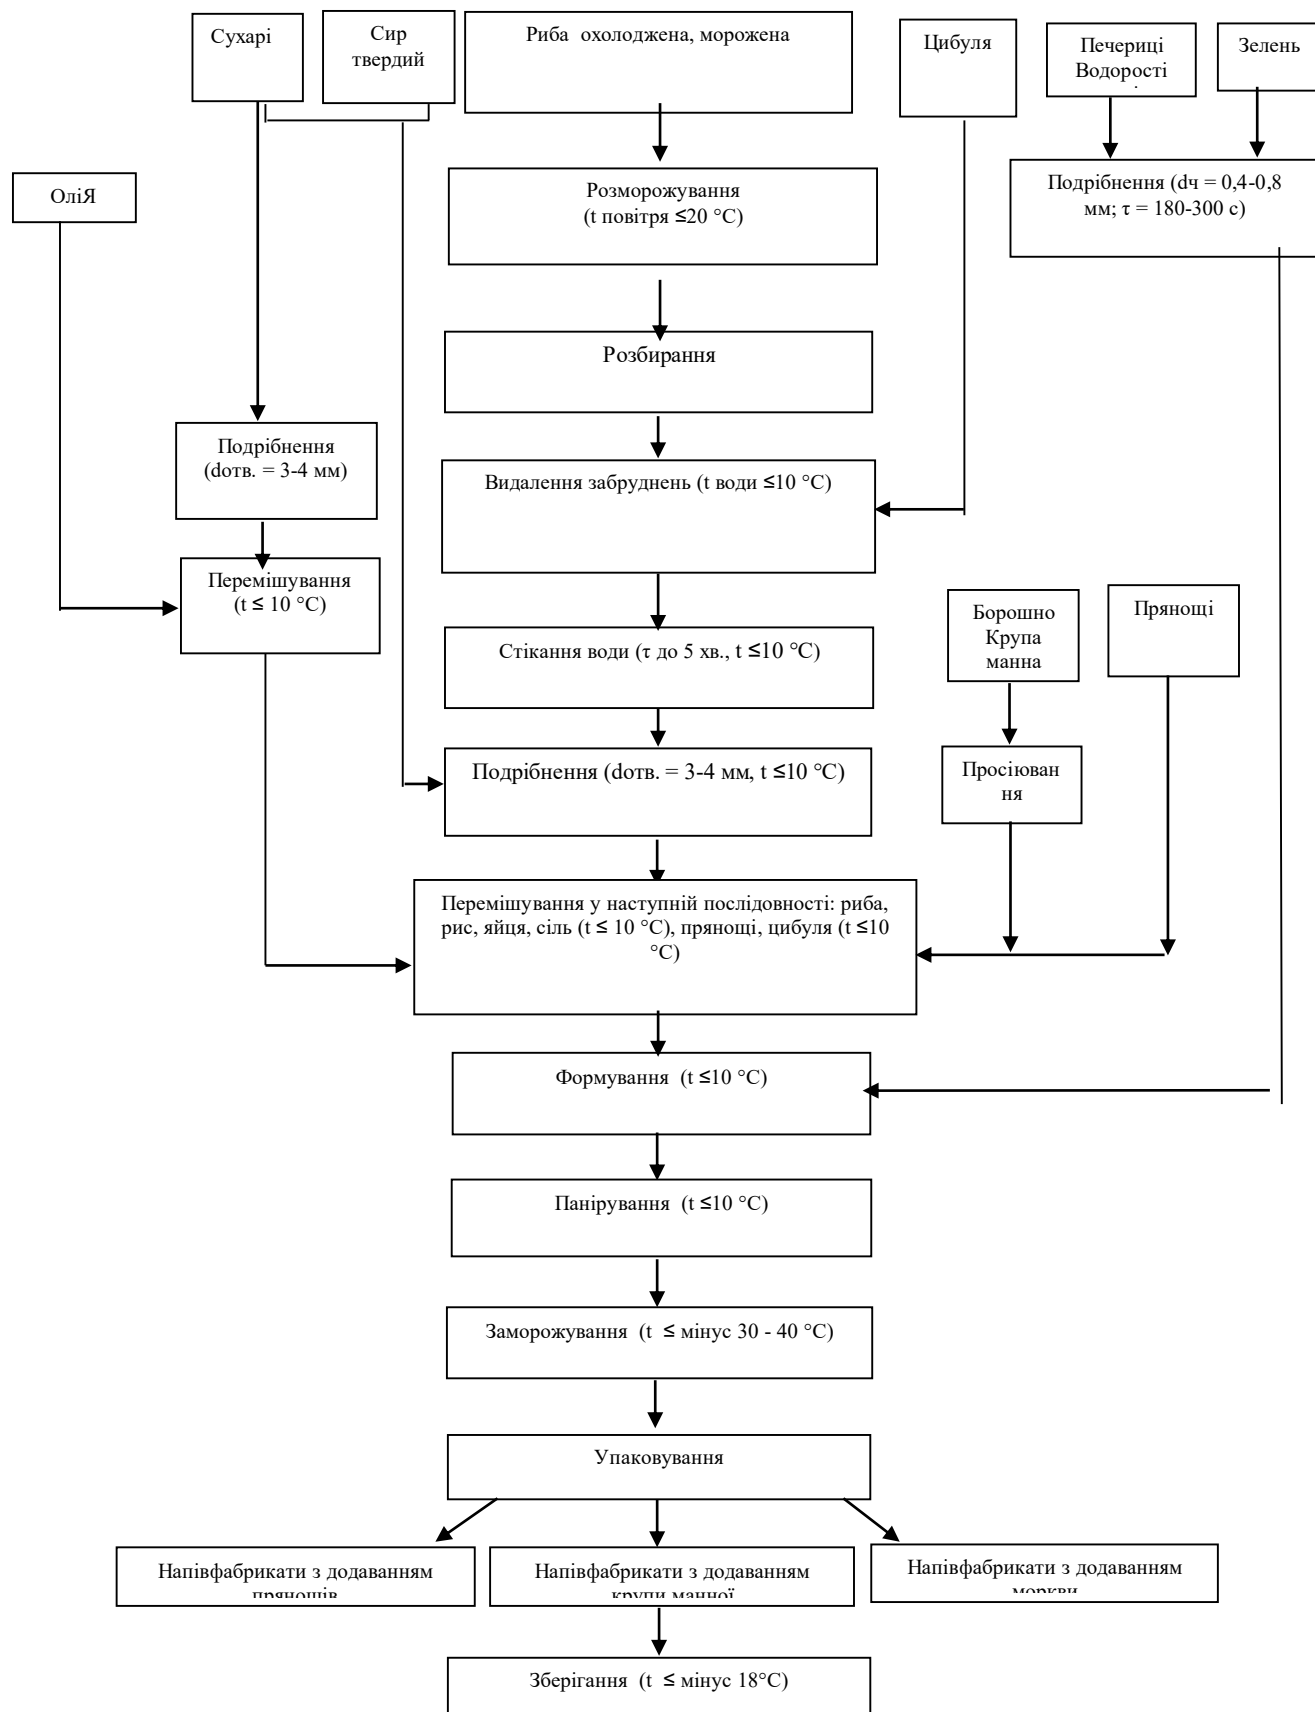 Сухарі
Сир
твердий
Риба охолоджена, морожена
Цибуля
Печериці
Водорості
Зелень
ОліЯ
Розморожування
(t повітря ≤20 °C)
Подрібнення (dч = 0,4-0,8
мм; τ = 180-300 с)
Розбирання
Подрібнення
(dотв. = 3-4 мм)
Видалення забруднень (t води ≤10 °C)
Перемішування
(t ≤ 10 °C)
Стікання води (τ до 5 хв., t ≤10 °C)
Борошно
Крупа
манна
Прянощі
Подрібнення (dотв. = 3-4 мм, t ≤10 °C)
Просіюван
ня
Перемішування у наступній послідовності: риба,
рис, яйця, сіль (t ≤ 10 °C), прянощі, цибуля (t ≤10
°C)
Формування (t ≤10 °C)
Панірування (t ≤10 °C)
Заморожування (t ≤ мінус 30 - 40 °C)
Упаковування
Напівфабрикати з додаванням
прянощів
Напівфабрикати з додаванням
крупи манної
Напівфабрикати з додаванням
моркви
Зберігання (t ≤ мінус 18°C)